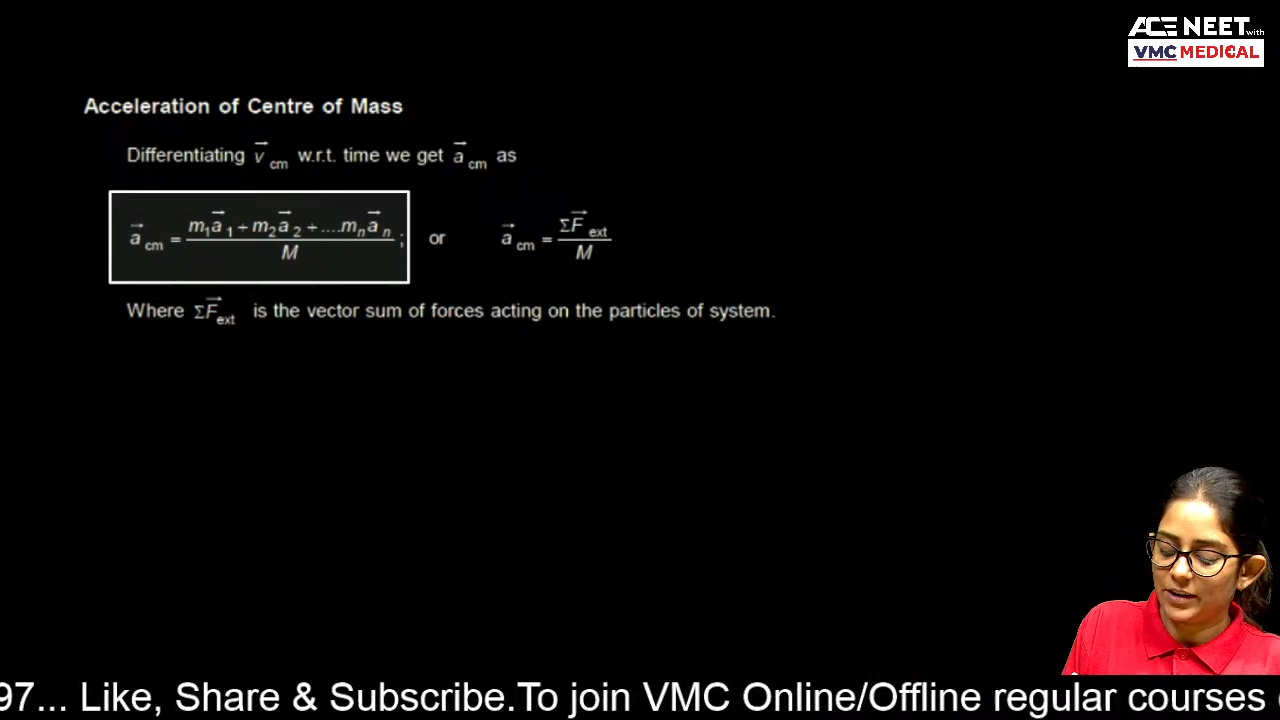 ACE NEET with
VMC MEDICAL
Acceleration of Centre of Mass
Differentiating v⃗ cm w.r.t. time we get a⃗ cm as
a⃗ cm = (m₁a⃗ 1 + m₂a⃗ 2 + ....mₙa⃗ n) / M ; or a⃗ cm = ΣF⃗ ext / M
Where ΣF⃗ ext is the vector sum of forces acting on the particles of system.
97... Like, Share & Subscribe.To join VMC Online/Offline regular courses